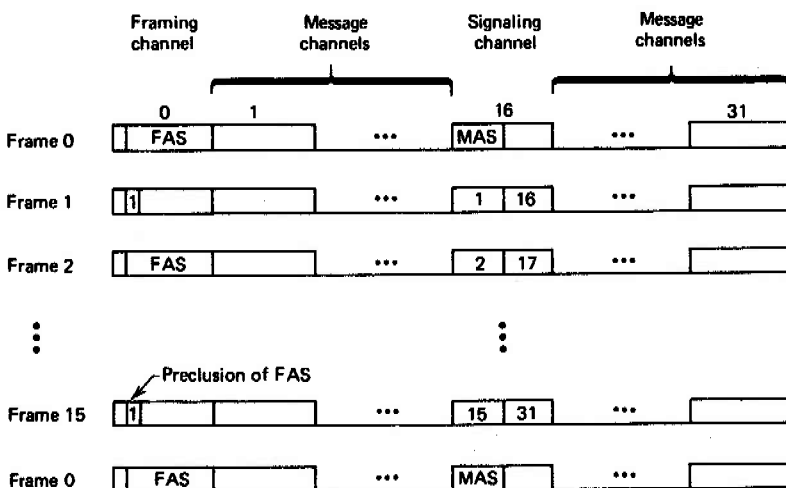 Framing channel
Message channels
Signaling channel
Message channels
0 1 16 31
Frame 0 FAS ••• MAS •••
Frame 1 1 ••• 1 16 •••
Frame 2 FAS ••• 2 17 •••
Preclusion of FAS
Frame 15 1 ••• 15 31 •••
Frame 0 FAS ••• MAS •••